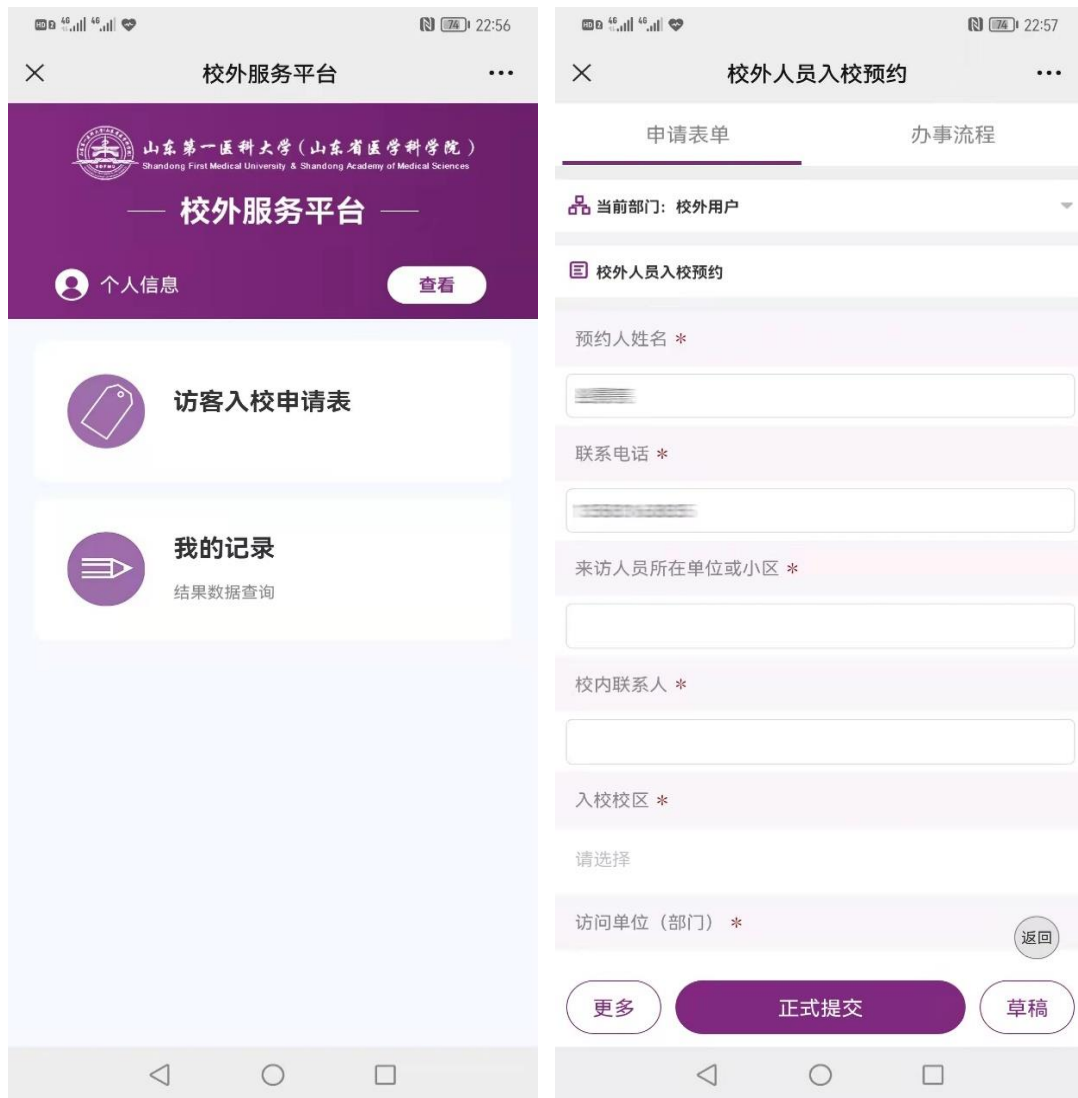 22:56
校外服务平台
山东第一医科大学(山东省医学科学院)
Shandong First Medical University & Shandong Academy of Medical Sciences
校外服务平台
个人信息
查看
访客入校申请表
我的记录
结果数据查询
74 22:57
校外人员入校预约
申请表单 办事流程
当前部门：校外用户
校外人员入校预约
预约人姓名 *
联系电话 *
来访人员所在单位或小区 *
校内联系人 *
入校校区 *
请选择
访问单位（部门） *
返回
更多 正式提交 草稿